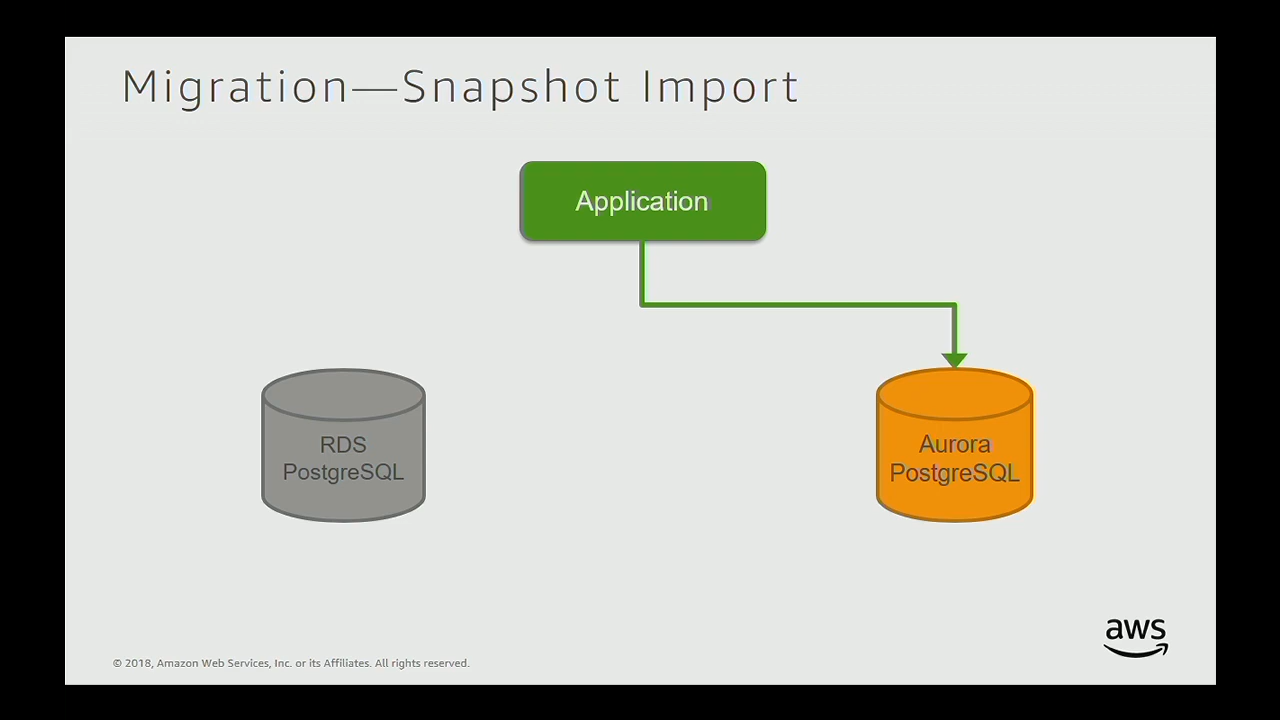 Migration—Snapshot Import
Application
RDS
PostgreSQL
Aurora
PostgreSQL
aws
© 2018, Amazon Web Services, Inc. or its Affiliates. All rights reserved.